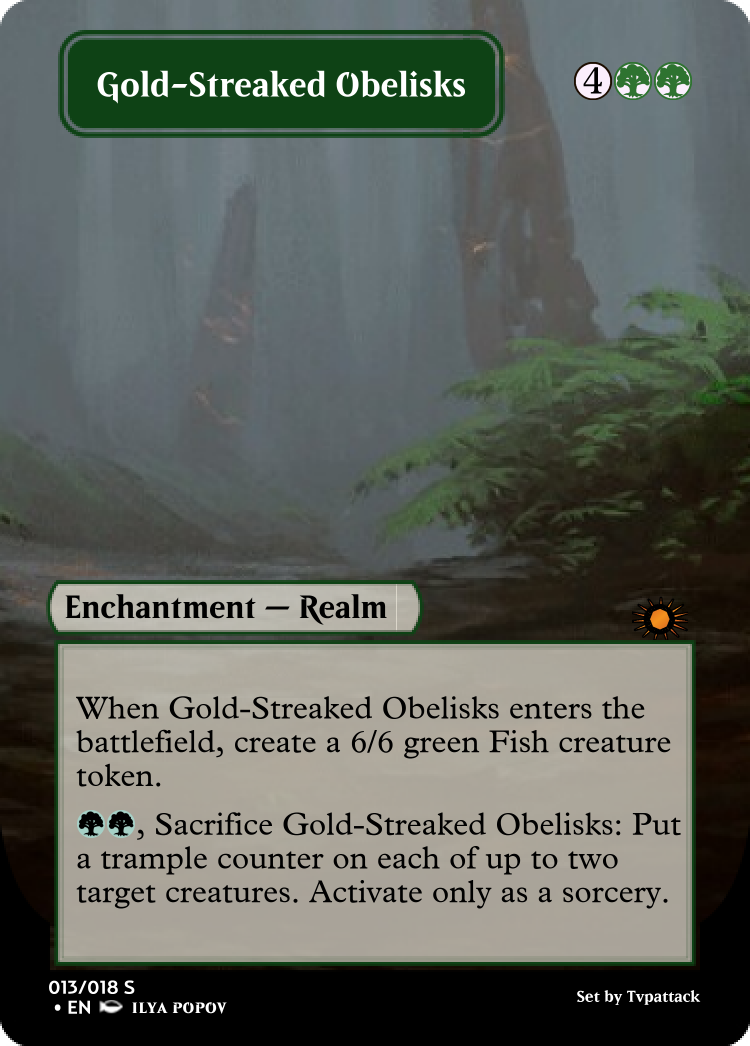 Gold-Streaked Obelisks 4
Enchantment — Realm
When Gold-Streaked Obelisks enters the
battlefield, create a 6/6 green Fish creature
token.
, Sacrifice Gold-Streaked Obelisks: Put
a trample counter on each of up to two
target creatures. Activate only as a sorcery.
013/018 S
• EN ILYA POPOV
Set by Tvpattack